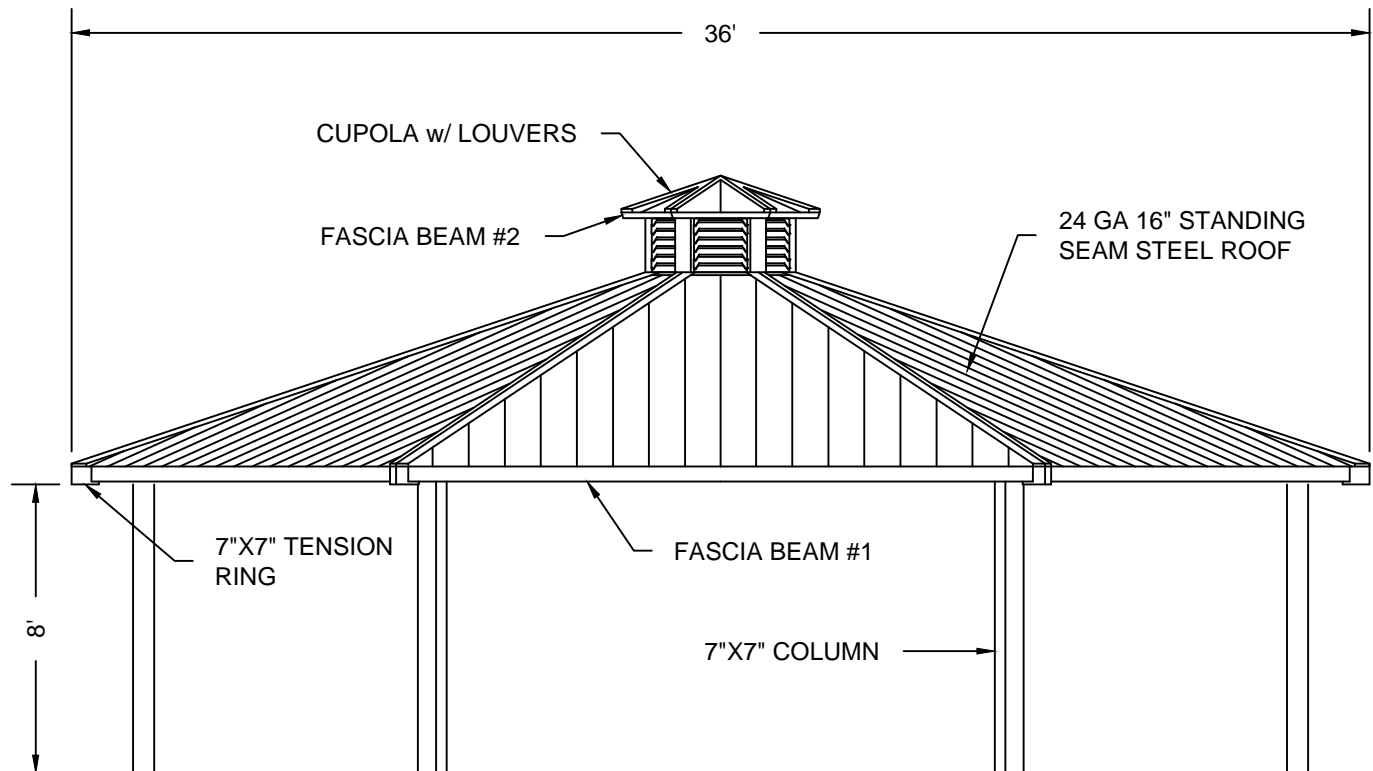 36'
CUPOLA w/ LOUVERS
FASCIA BEAM #2
24 GA 16" STANDING
SEAM STEEL ROOF
7"X7" TENSION
RING
FASCIA BEAM #1
8'
7"X7" COLUMN